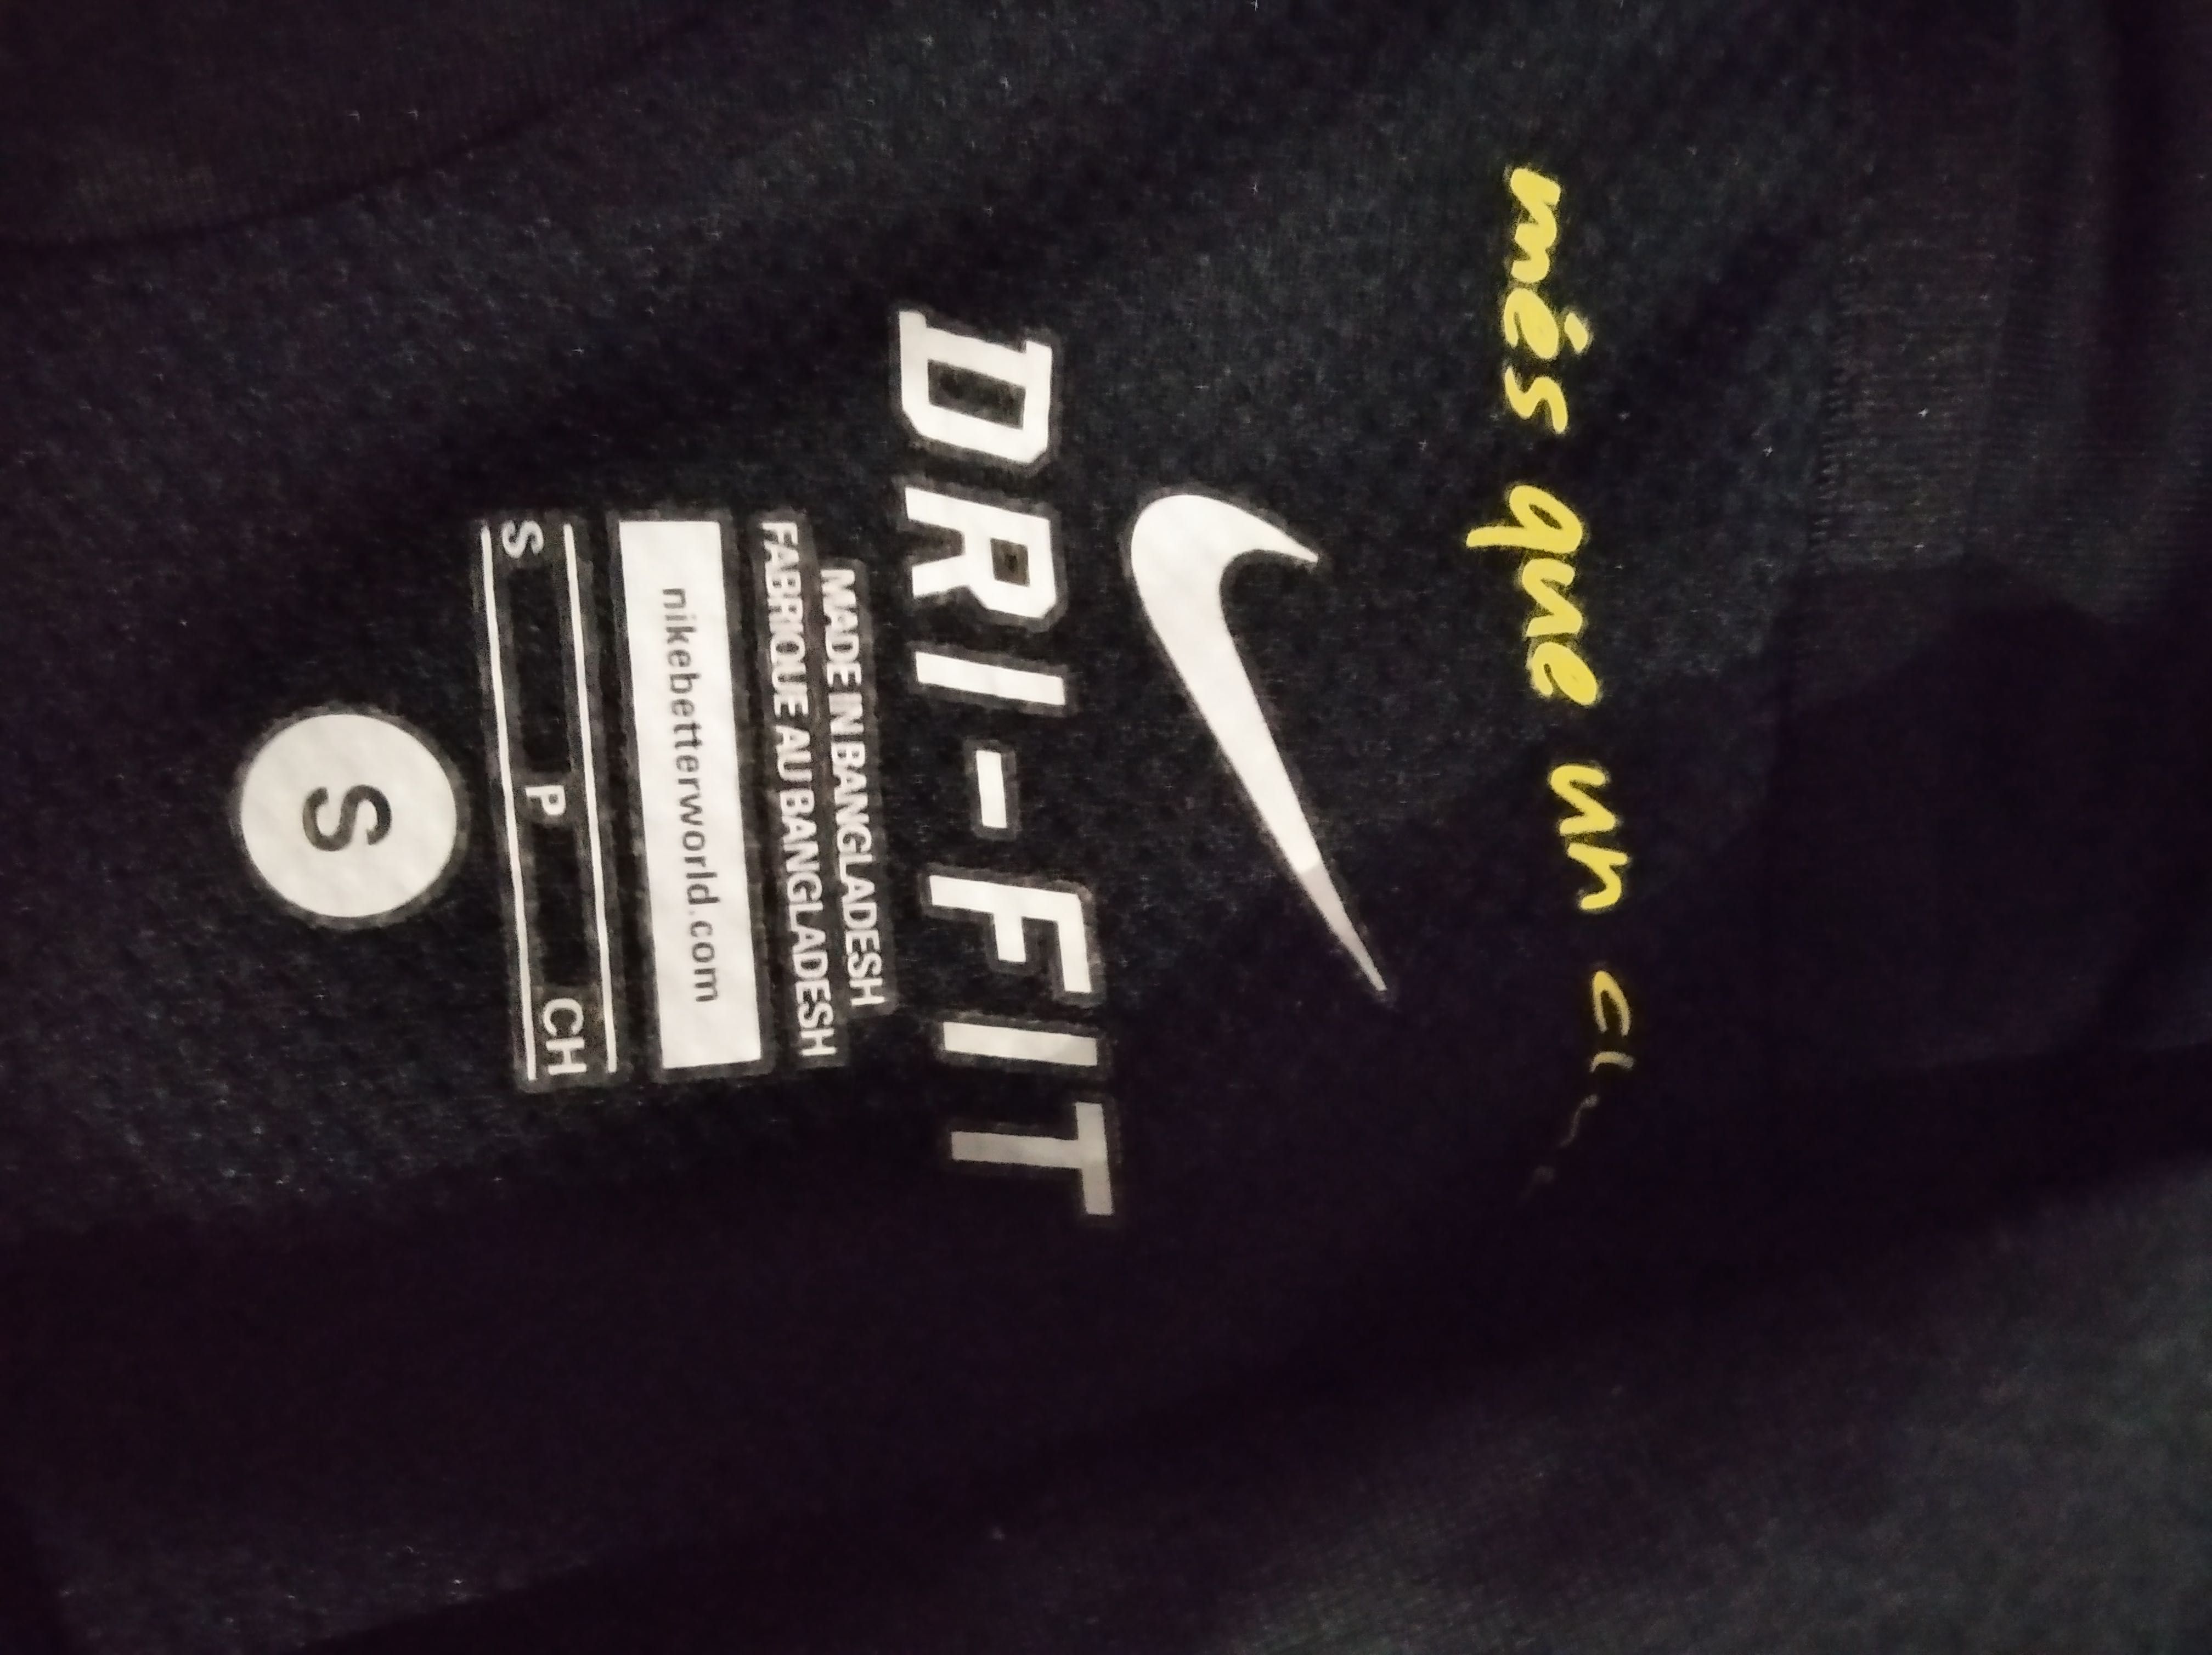 més que un
DRI-FIT
MADE IN BANGLADESH
FABRIQUE AU BANGLADESH
nikebetterworld.com
S P CH
S